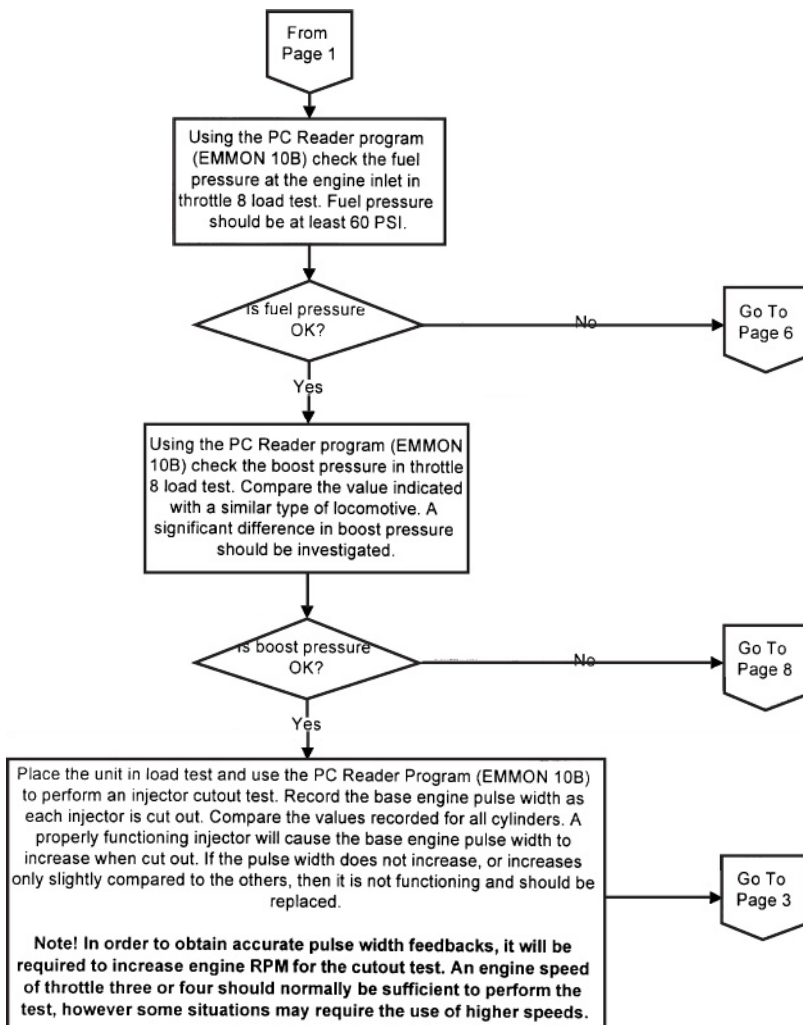 From
Page 1
Using the PC Reader program
(EMMON 10B) check the fuel
pressure at the engine inlet in
throttle 8 load test. Fuel pressure
should be at least 60 PSI.
Is fuel pressure
OK?
No
Go To
Page 6
Yes
Using the PC Reader program (EMMON
10B) check the boost pressure in throttle
8 load test. Compare the value indicated
with a similar type of locomotive. A
significant difference in boost pressure
should be investigated.
Is boost pressure
OK?
No
Go To
Page 8
Yes
Place the unit in load test and use the PC Reader Program (EMMON 10B)
to perform an injector cutout test. Record the base engine pulse width as
each injector is cut out. Compare the values recorded for all cylinders. A
properly functioning injector will cause the base engine pulse width to
increase when cut out. If the pulse width does not increase, or increases
only slightly compared to the others, then it is not functioning and should be
replaced.
Note! In order to obtain accurate pulse width feedbacks, it will be
required to increase engine RPM for the cutout test. An engine speed
of throttle three or four should normally be sufficient to perform the
test, however some situations may require the use of higher speeds.
Go To
Page 3